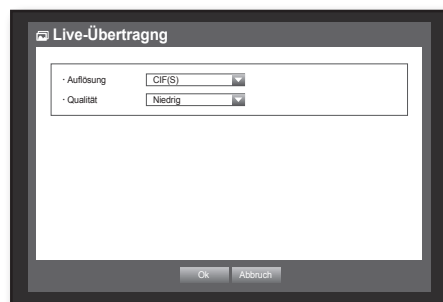 Live-Übertragng
· Auflösung CIF(S)
· Qualität Niedrig
Ok Abbruch